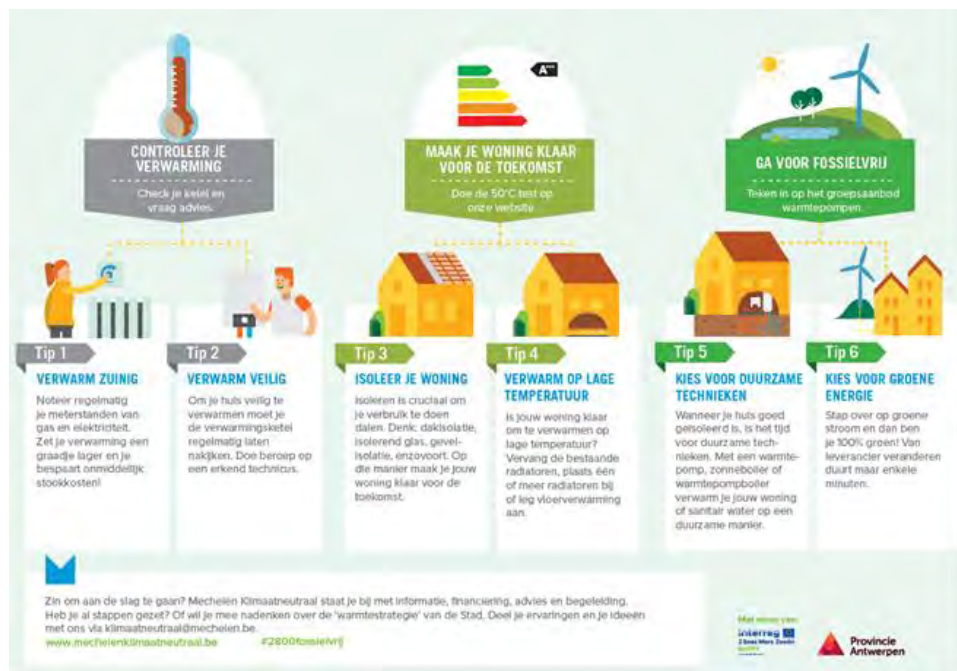 A+++
CONTROLEER JE
VERWARMING
Check je ketel en
vraag advies.
MAAK JE WONING KLAAR
VOOR DE TOEKOMST
Doe de 50°C test op
onze website.
GA VOOR FOSSIELVRIJ
Teken in op het groepsaanbod
warmtepompen.
Tip 1
VERWARM ZUINIG
Noteer regelmatig
je meterstanden van
gas en elektriciteit.
Zet je verwarming een
graadje lager en je
bespaart onmiddellijk
stookkosten!
Tip 2
VERWARM VEILIG
Om je huis veilig te
verwarmen moet je
de verwarmingsketel
regelmatig laten
nakijken. Doe beroep op
een erkend technicus.
Tip 3
ISOLEER JE WONING
Isoleren is cruciaal om
je verbruik te doen
dalen. Denk: dakisolatie,
isolerend glas, gevel-
isolatie, enzovoort. Op
die manier maak je jouw
woning klaar voor de
toekomst.
Tip 4
VERWARM OP LAGE
TEMPERATUUR
Is jouw woning klaar
om te verwarmen op
lage temperatuur?
Vervang de bestaande
radiatoren, plaats één
of meer radiatoren bij
of leg vloerverwarming
aan.
Tip 5
KIES VOOR DUURZAME
TECHNIEKEN
Wanneer je huis goed
geïsoleerd is, is het tijd
voor duurzame tech-
nieken. Met een warmte-
pomp, zonneboiler of
warmtepompboiler
verwarm je jouw woning
of sanitair water op een
duurzame manier.
Tip 6
KIES VOOR GROENE
ENERGIE
Stap over op groene
stroom en dan ben
je 100% groen! Van
leverancier veranderen
duurt maar enkele
minuten.
Zin om aan de slag te gaan? Mechelen Klimaatneutraal staat je bij met informatie, financiering, advies en begeleiding.
Heb je al stappen gezet? Of wil je mee nadenken over de 'warmtestrategie' van de Stad. Deel je ervaringen en je ideeën
met ons via klimaatneutraal@mechelen.be.
www.mechelenklimaatneutraal.be #2800fossielvrij
Met steun van:
interreg
2 Seas Mers Zeeën
Provincie
Antwerpen